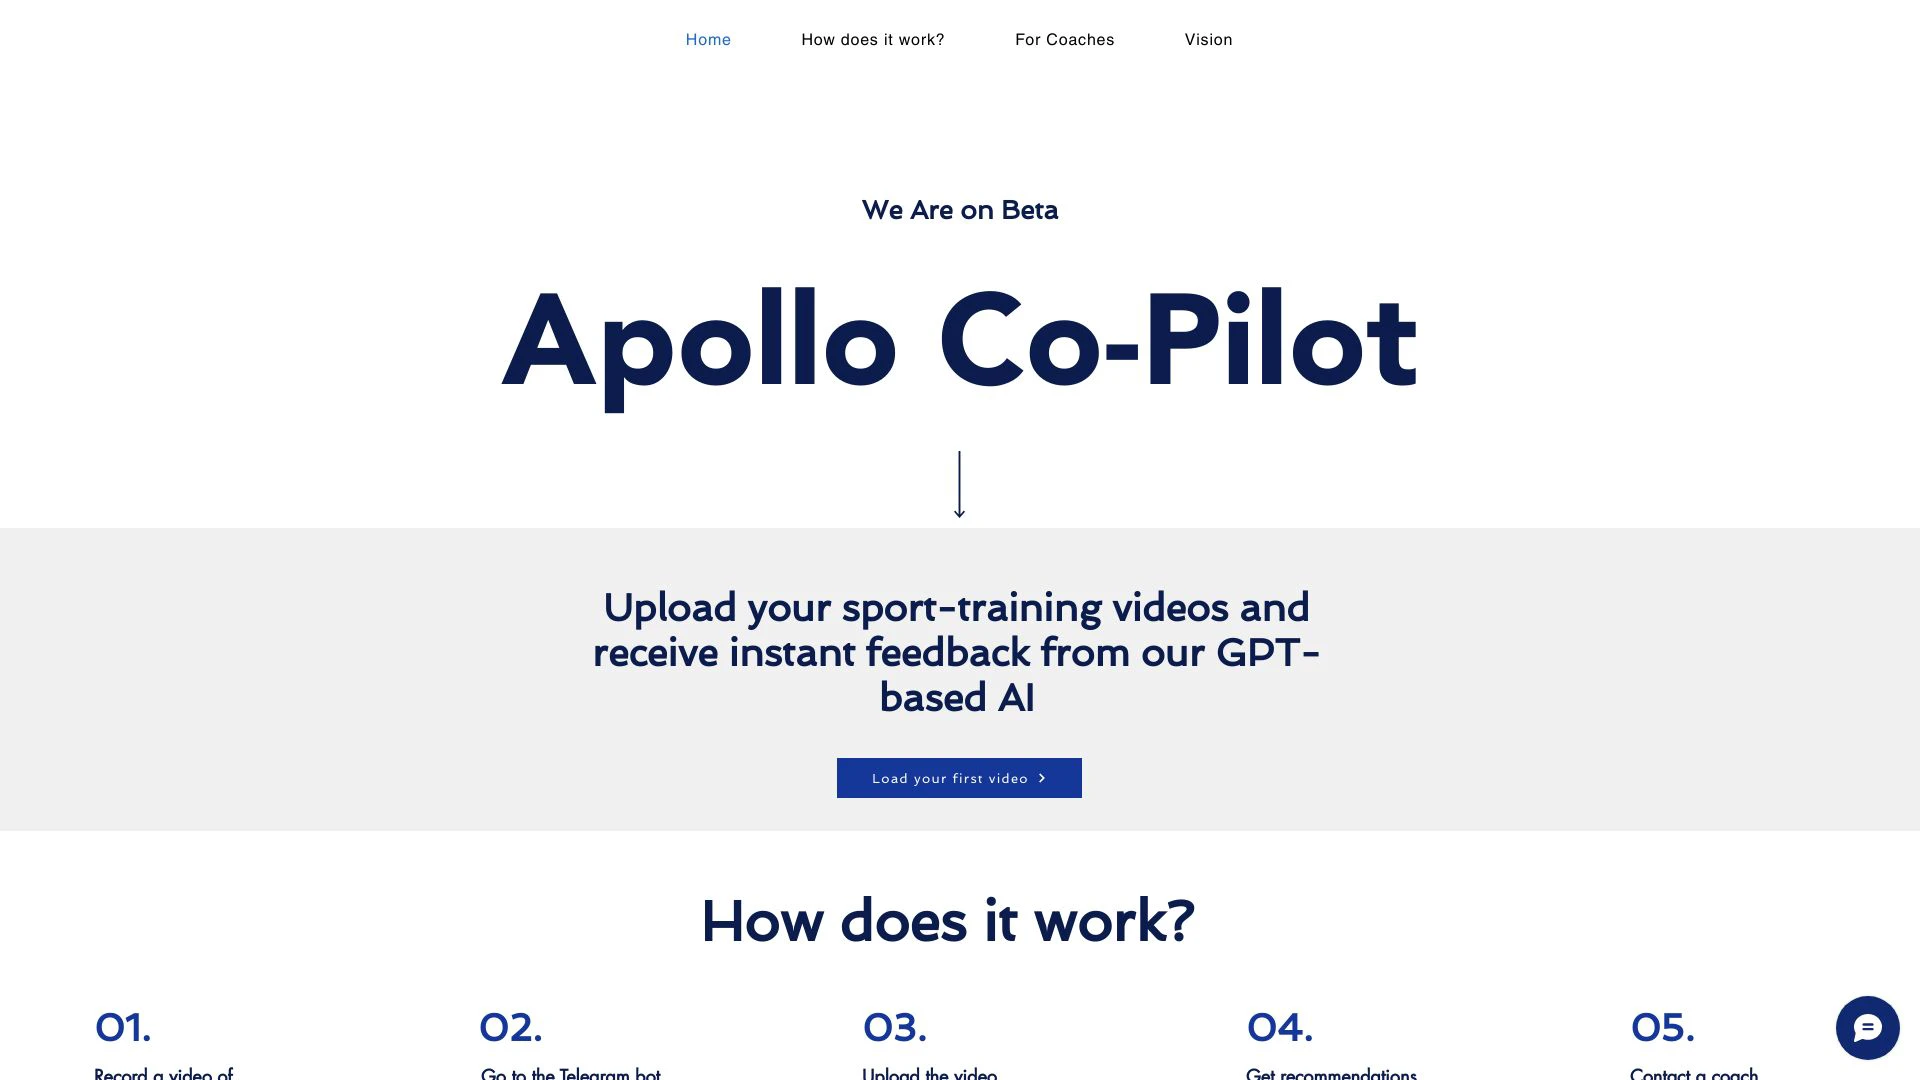 Home
How does it work?
For Coaches
Vision
We Are on Beta
Apollo Co-Pilot
Upload your sport-training videos and
receive instant feedback from our GPT-
based AI
Load your first video
How does it work?
01.
02.
03.
04.
05.
Record a video of
Go to the Telegram bot
Upload the video
Get recommendations
Contact a coach